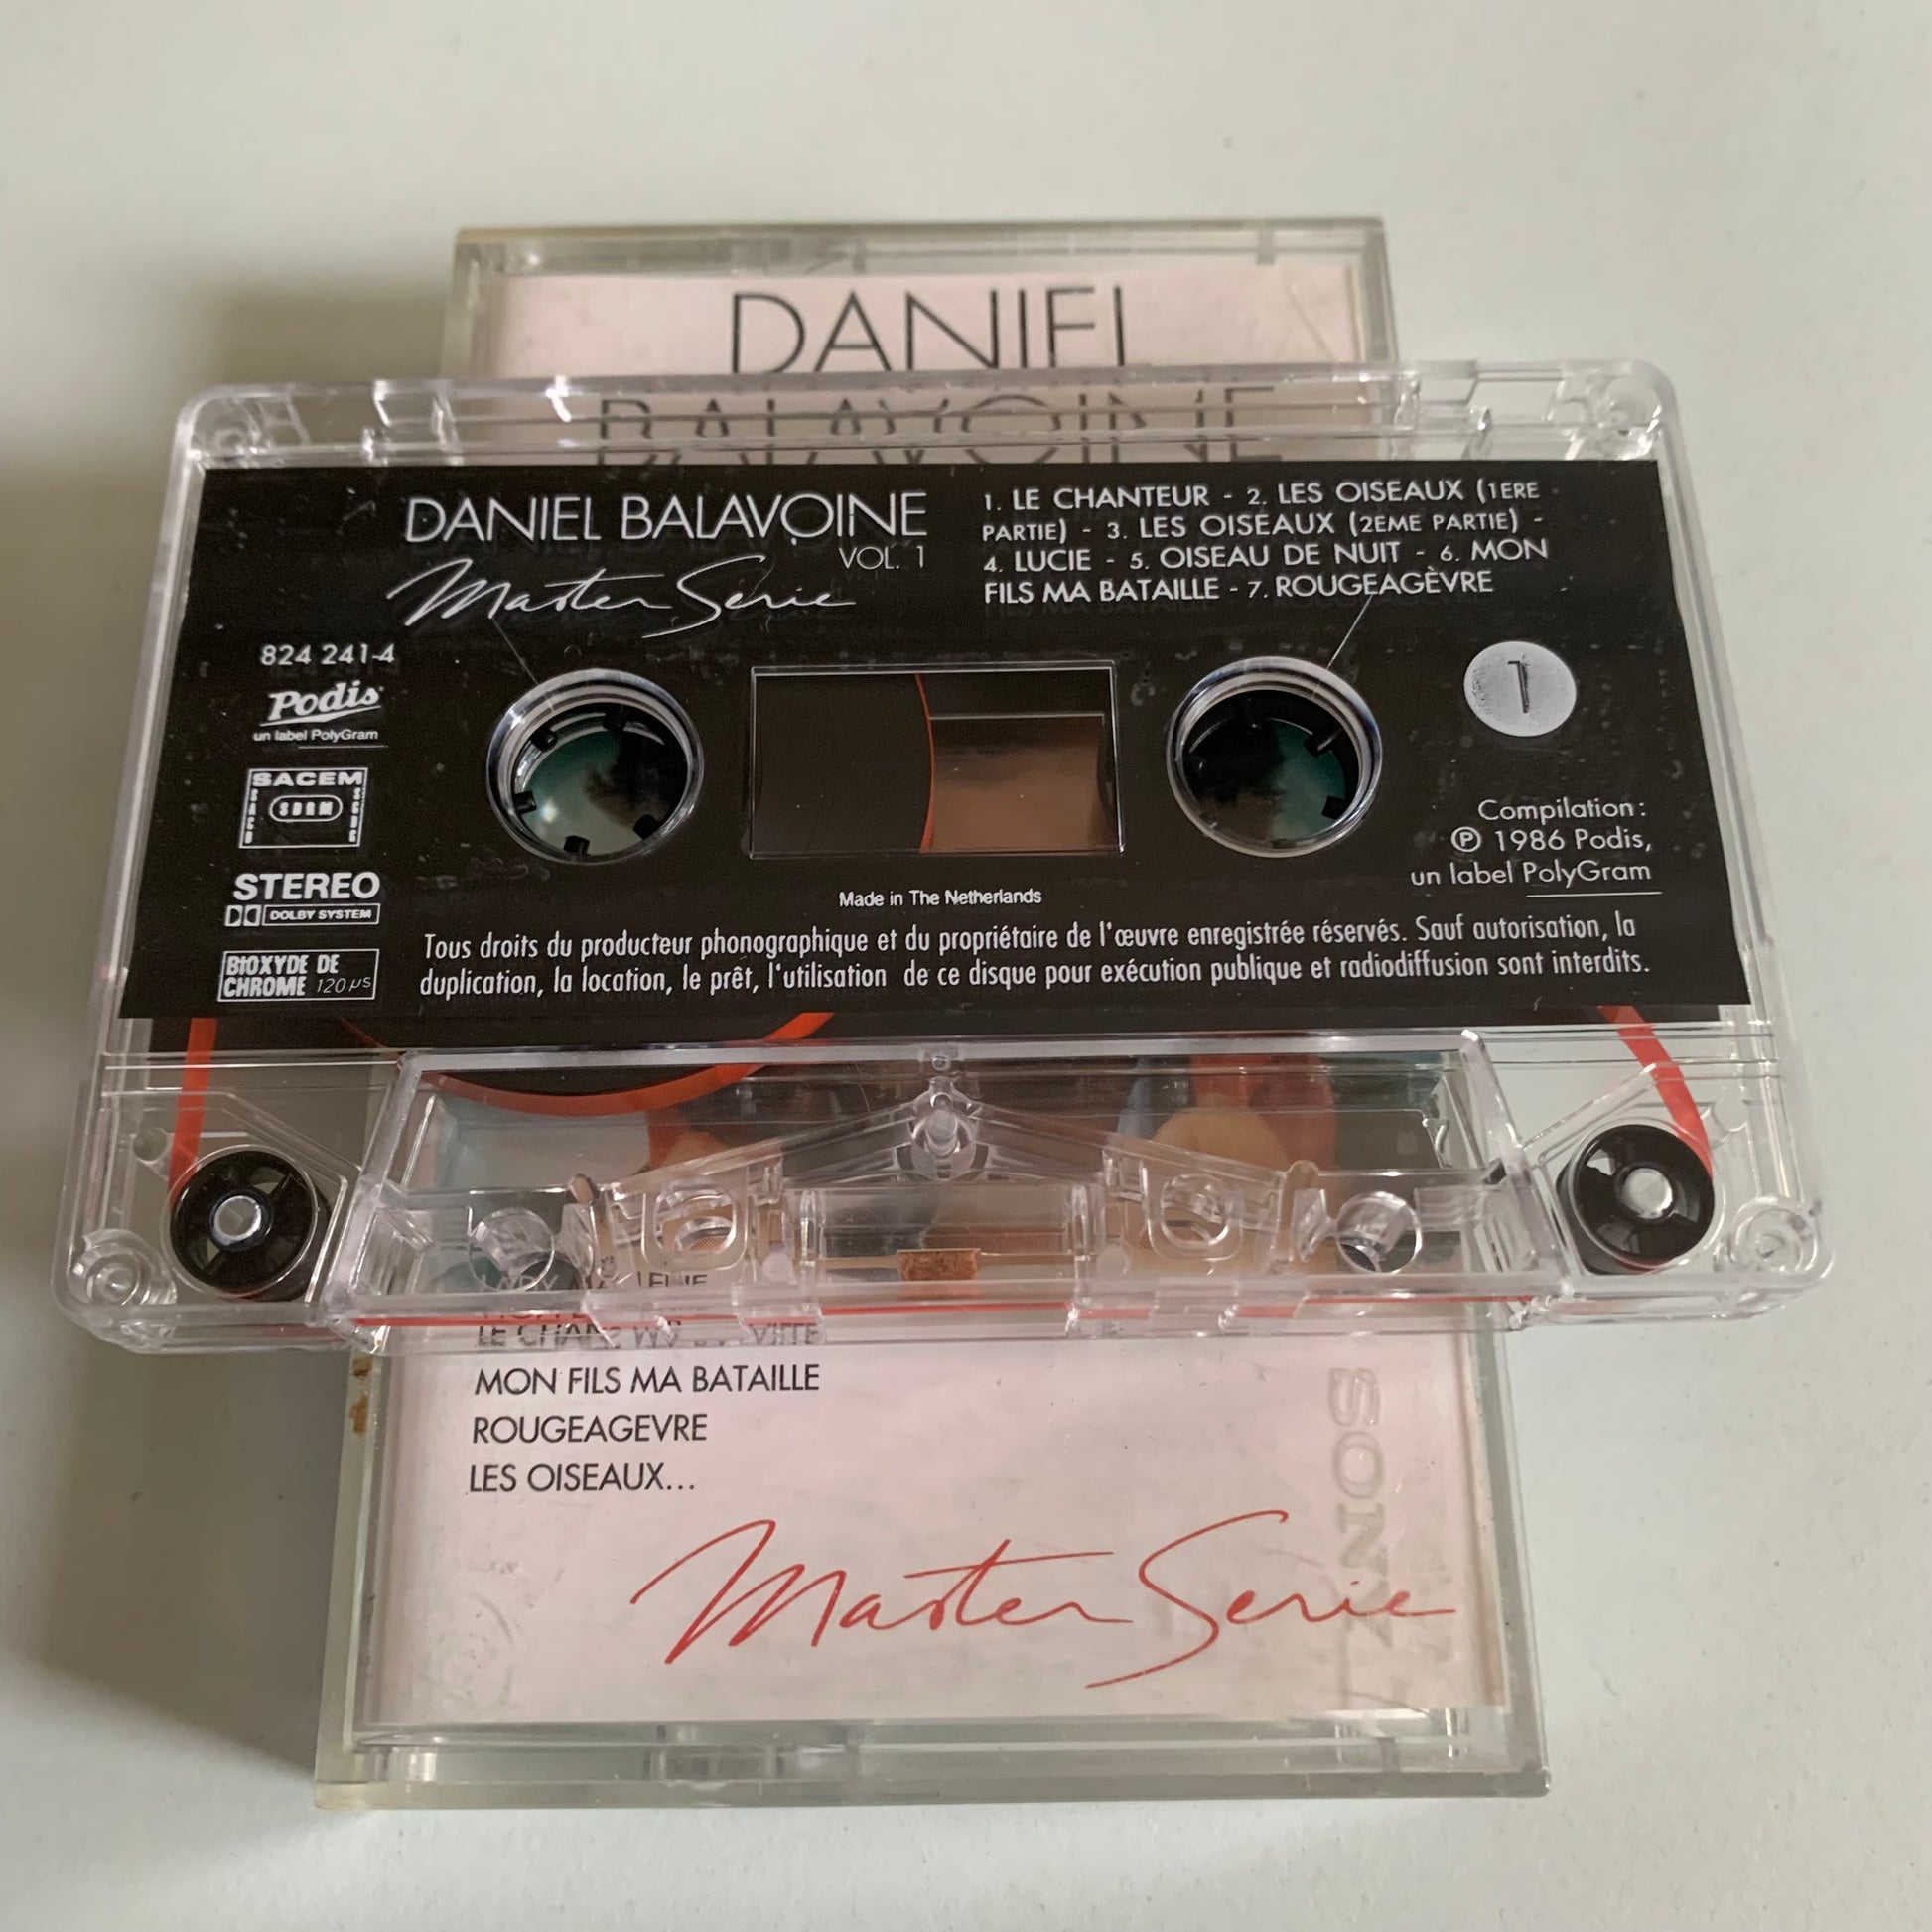 DANIEL
BALAVOINE
DANIEL BALAVOINE
VOL. 1
Master Serie
1. LE CHANTEUR - 2. LES OISEAUX (1ERE
PARTIE) - 3. LES OISEAUX (2EME PARTIE) -
4. LUCIE - 5. OISEAU DE NUIT - 6. MON
FILS MA BATAILLE - 7. ROUGEAGÈVRE
824 241-4
Podis
un label PolyGram
SACEM
SACD
SDRM
SGDL
STEREO
DOLBY SYSTEM
BIOXYDE DE
CHROME 120 µs
1
Compilation:
℗ 1986 Podis,
un label PolyGram
Made in The Netherlands
Tous droits du producteur phonographique et du propriétaire de l'œuvre enregistrée réservés. Sauf autorisation, la
duplication, la location, le prêt, l'utilisation de ce disque pour exécution publique et radiodiffusion sont interdits.
MON FILS MA BATAILLE
ROUGEAGEVRE
LES OISEAUX...
SONY
Master Serie